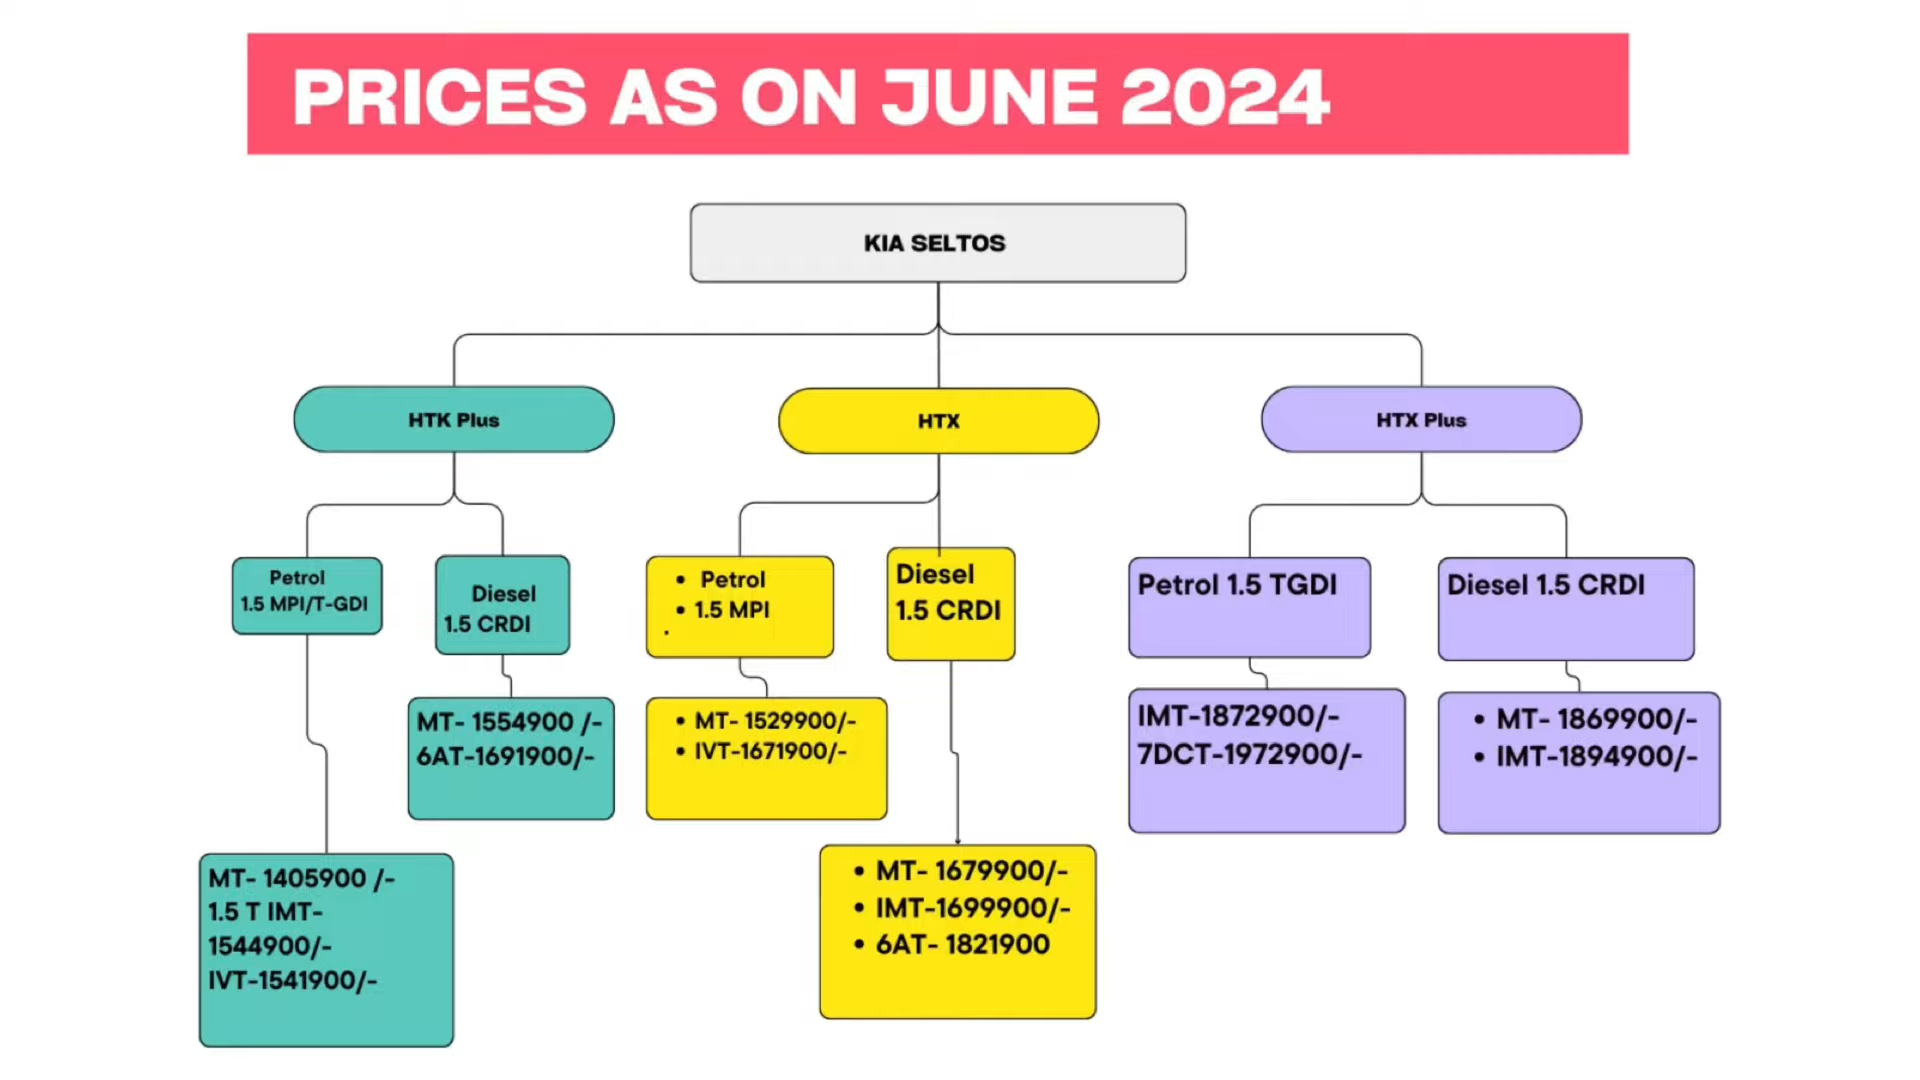 PRICES AS ON JUNE 2024
KIA SELTOS
HTK Plus
HTX
HTX Plus
Petrol
1.5 MPI/T-GDI
Diesel
1.5 CRDI
• Petrol
• 1.5 MPI
.
Diesel
1.5 CRDI
Petrol 1.5 TGDI
Diesel 1.5 CRDI
MT- 1554900 /-
6AT-1691900/-
• MT- 1529900/-
• IVT-1671900/-
IMT-1872900/-
7DCT-1972900/-
• MT- 1869900/-
• IMT-1894900/-
MT- 1405900 /-
1.5 T IMT-
1544900/-
IVT-1541900/-
• MT- 1679900/-
• IMT-1699900/-
• 6AT- 1821900